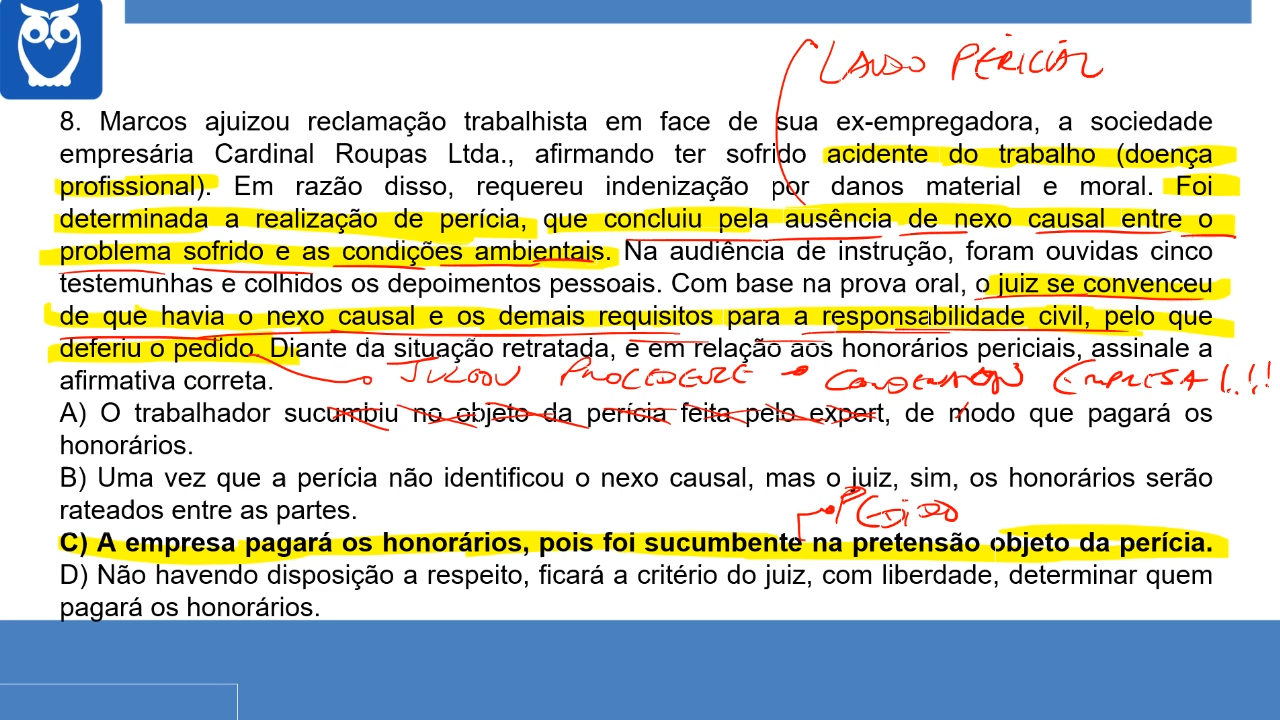 LAUDO PERICIAL
8. Marcos ajuizou reclamação trabalhista em face de sua ex-empregadora, a sociedade
empresária Cardinal Roupas Ltda., afirmando ter sofrido acidente do trabalho (doença
profissional). Em razão disso, requereu indenização por danos material e moral. Foi
determinada a realização de perícia, que concluiu pela ausência de nexo causal entre o
problema sofrido e as condições ambientais. Na audiência de instrução, foram ouvidas cinco
testemunhas e colhidos os depoimentos pessoais. Com base na prova oral, o juiz se convenceu
de que havia o nexo causal e os demais requisitos para a responsabilidade civil, pelo que
deferiu o pedido. Diante da situação retratada, e em relação aos honorários periciais, assinale a
afirmativa correta.
JULGOU PROCEDENTE CONDENADA EMPRESA!!!
A) O trabalhador sucumbiu no objeto da perícia feita pelo expert, de modo que pagará os
honorários.
B) Uma vez que a perícia não identificou o nexo causal, mas o juiz, sim, os honorários serão
rateados entre as partes.
PEDIDO
C) A empresa pagará os honorários, pois foi sucumbente na pretensão objeto da perícia.
D) Não havendo disposição a respeito, ficará a critério do juiz, com liberdade, determinar quem
pagará os honorários.